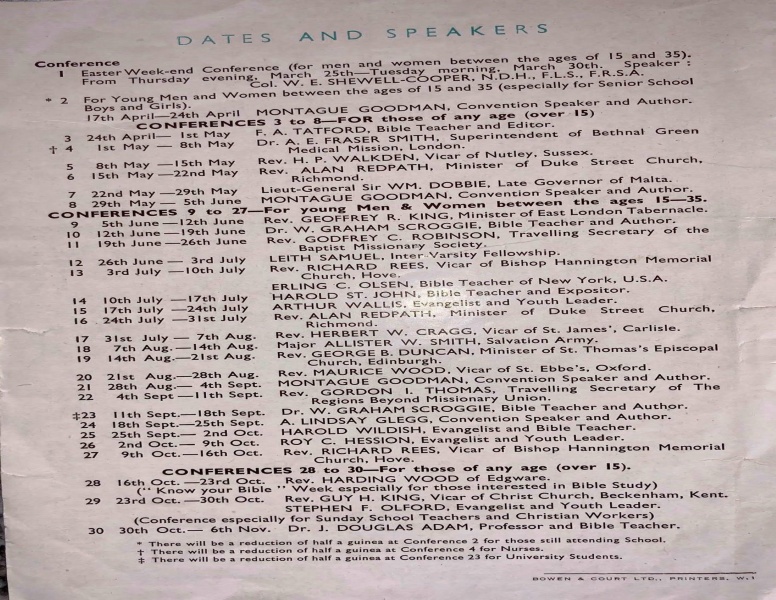 DATES AND SPEAKERS
Conference
1 Easter Week-end Conference (for men and women between the ages of 15 and 35).
From Thursday evening, March 25th—Tuesday morning, March 30th. Speaker :
Col. W. E. SHEWELL-COOPER, N.D.H., F.L.S., F.R.S.A.
* 2 For Young Men and Women between the ages of 15 and 35 (especially for Senior School
Boys and Girls).
17th April—24th April MONTAGUE GOODMAN, Convention Speaker and Author.
CONFERENCES 3 to 8—FOR those of any age (over 15)
3 24th April— 1st May F. A. TATFORD, Bible Teacher and Editor.
† 4 1st May — 8th May Dr. A. E. FRASER SMITH, Superintendent of Bethnal Green
Medical Mission, London.
5 8th May —15th May Rev. H. P. WALKDEN, Vicar of Nutley, Sussex.
6 15th May —22nd May Rev. ALAN REDPATH, Minister of Duke Street Church,
Richmond.
7 22nd May —29th May Lieut-General Sir WM. DOBBIE, Late Governor of Malta.
8 29th May — 5th June MONTAGUE GOODMAN, Convention Speaker and Author.
CONFERENCES 9 to 27—For young Men & Women between the ages 15—35.
9 5th June—12th June Rev. GEOFFREY R. KING, Minister of East London Tabernacle.
10 12th June —19th June Dr. W. GRAHAM SCROGGIE, Bible Teacher and Author.
11 19th June —26th June Rev. GODFREY C. ROBINSON, Travelling Secretary of the
Baptist Missionary Society.
12 26th June — 3rd July LEITH SAMUEL, Inter Varsity Fellowship.
13 3rd July —10th July Rev. RICHARD REES, Vicar of Bishop Hannington Memorial
Church, Hove.
ERLING C. OLSEN, Bible Teacher of New York, U.S.A.
14 10th July —17th July HAROLD ST. JOHN, Bible Teacher and Expositor.
15 17th July —24th July ARTHUR WALLIS, Evangelist and Youth Leader.
16 24th July —31st July Rev. ALAN REDPATH, Minister of Duke Street Church,
Richmond.
17 31st July — 7th Aug. Rev. HERBERT W. CRAGG, Vicar of St. James', Carlisle.
18 7th Aug. —14th Aug. Major ALLISTER W. SMITH, Salvation Army.
19 14th Aug.—21st Aug. Rev. GEORGE B. DUNCAN, Minister of St. Thomas's Episcopal
Church, Edinburgh.
20 21st Aug.—28th Aug. Rev. MAURICE WOOD, Vicar of St. Ebbe's, Oxford.
21 28th Aug.— 4th Sept. MONTAGUE GOODMAN, Convention Speaker and Author.
22 4th Sept.—11th Sept. Rev. GORDON I. THOMAS, Travelling Secretary of The
Regions Beyond Missionary Union.
‡23 11th Sept.—18th Sept. Dr. W. GRAHAM SCROGGIE, Bible Teacher and Author.
24 18th Sept.—25th Sept. A. LINDSAY GLEGG, Convention Speaker and Author.
25 25th Sept.— 2nd Oct. HAROLD WILDISH, Evangelist and Bible Teacher.
26 2nd Oct.— 9th Oct. ROY C. HESSION, Evangelist and Youth Leader.
27 9th Oct.—16th Oct. Rev. RICHARD REES, Vicar of Bishop Hannington Memorial
Church, Hove.
CONFERENCES 28 to 30—For those of any age (over 15).
28 16th Oct.—23rd Oct. Rev. HARDING WOOD of Edgware.
(" Know your Bible " Week especially for those interested in Bible Study)
29 23rd Oct.—30th Oct. Rev. GUY H. KING, Vicar of Christ Church, Beckenham, Kent.
STEPHEN F. OLFORD, Evangelist and Youth Leader.
(Conference especially for Sunday School Teachers and Christian Workers)
30 30th Oct.— 6th Nov. Dr. J. DOUGLAS ADAM, Professor and Bible Teacher.
* There will be a reduction of half a guinea at Conference 2 for those still attending School.
† There will be a reduction of half a guinea at Conference 4 for Nurses.
‡ There will be a reduction of half a guinea at Conference 23 for University Students.
BOWEN & COURT LTD., PRINTERS, W.1